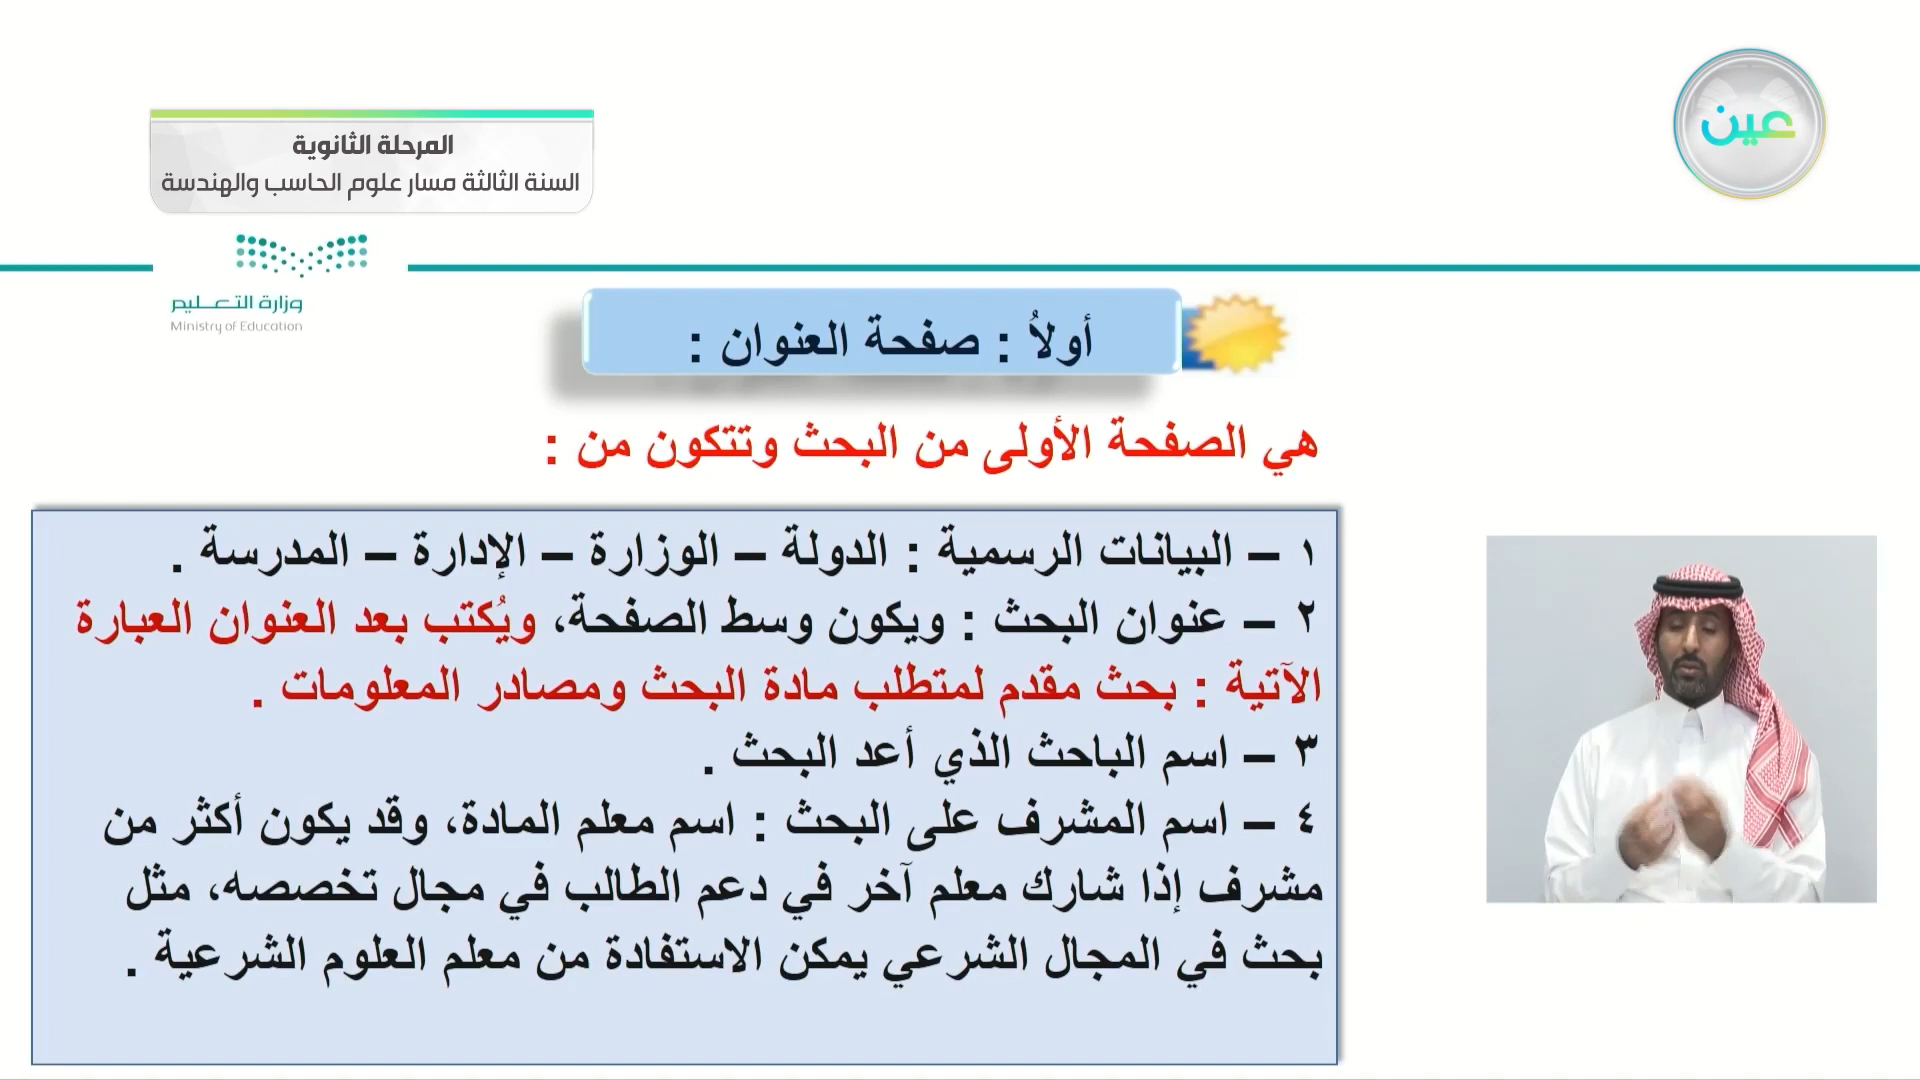 عين
المرحلة الثانوية
السنة الثالثة مسار علوم الحاسب والهندسة
وزارة التعليم
Ministry of Education
أولاُ : صفحة العنوان :
هي الصفحة الأولى من البحث وتتكون من :
١ – البيانات الرسمية : الدولة – الوزارة – الإدارة – المدرسة .
٢ – عنوان البحث : ويكون وسط الصفحة، ويُكتب بعد العنوان العبارة
الآتية : بحث مقدم لمتطلب مادة البحث ومصادر المعلومات .
٣ – اسم الباحث الذي أعد البحث .
٤ – اسم المشرف على البحث : اسم معلم المادة، وقد يكون أكثر من
مشرف إذا شارك معلم آخر في دعم الطالب في مجال تخصصه، مثل
بحث في المجال الشرعي يمكن الاستفادة من معلم العلوم الشرعية .